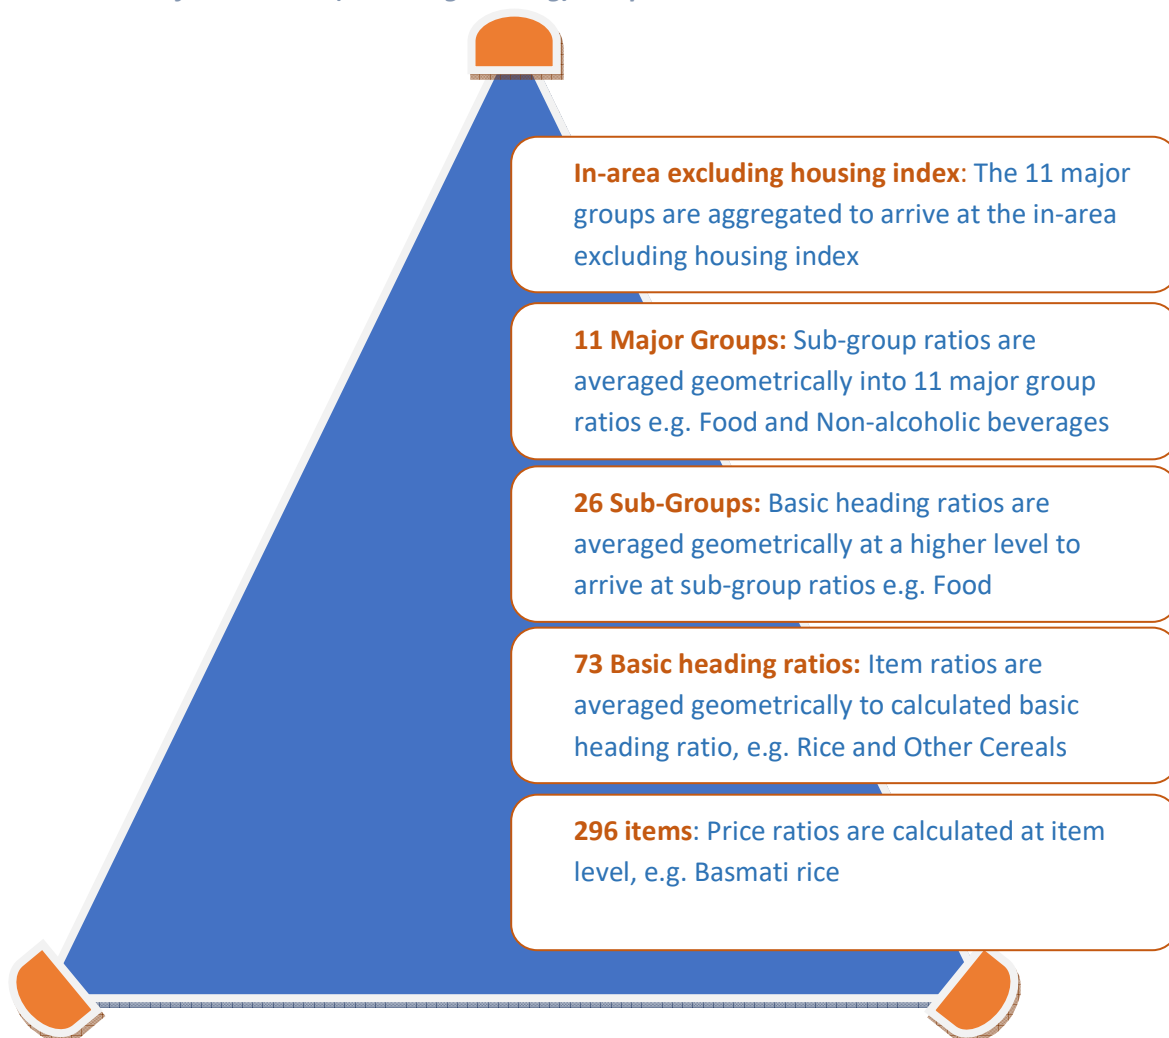 In-area excluding housing index: The 11 major
groups are aggregated to arrive at the in-area
excluding housing index
11 Major Groups: Sub-group ratios are
averaged geometrically into 11 major group
ratios e.g. Food and Non-alcoholic beverages
26 Sub-Groups: Basic heading ratios are
averaged geometrically at a higher level to
arrive at sub-group ratios e.g. Food
73 Basic heading ratios: Item ratios are
averaged geometrically to calculated basic
heading ratio, e.g. Rice and Other Cereals
296 items: Price ratios are calculated at item
level, e.g. Basmati rice